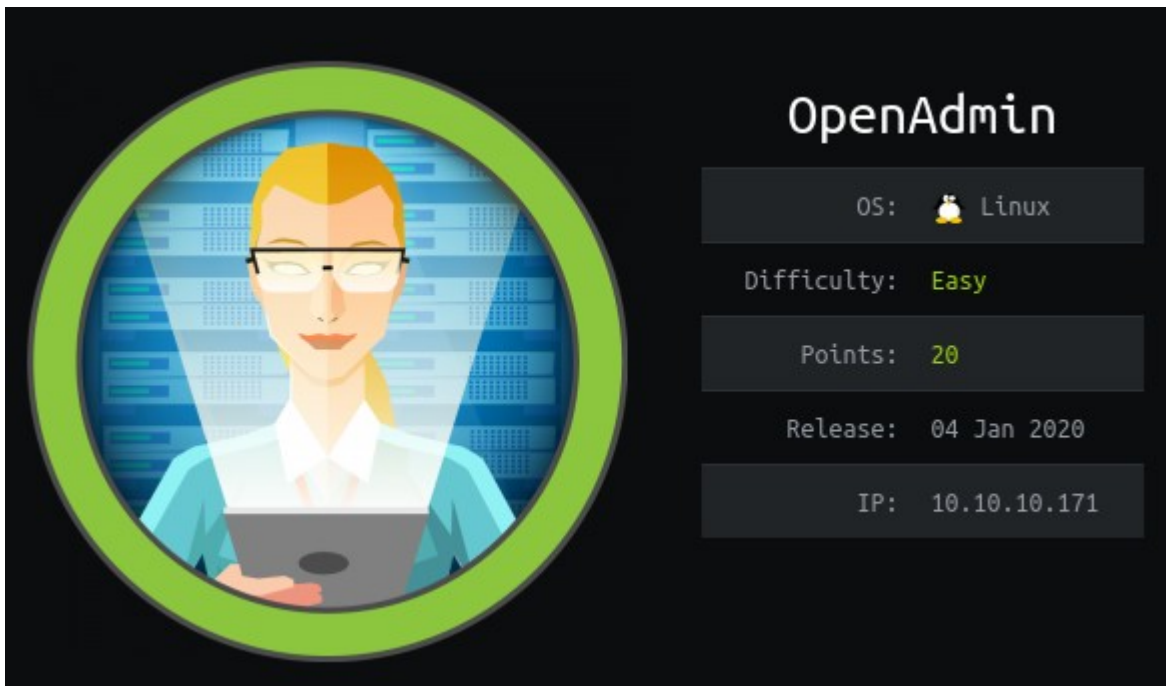 OpenAdmin
OS: Linux
Difficulty: Easy
Points: 20
Release: 04 Jan 2020
IP: 10.10.10.171